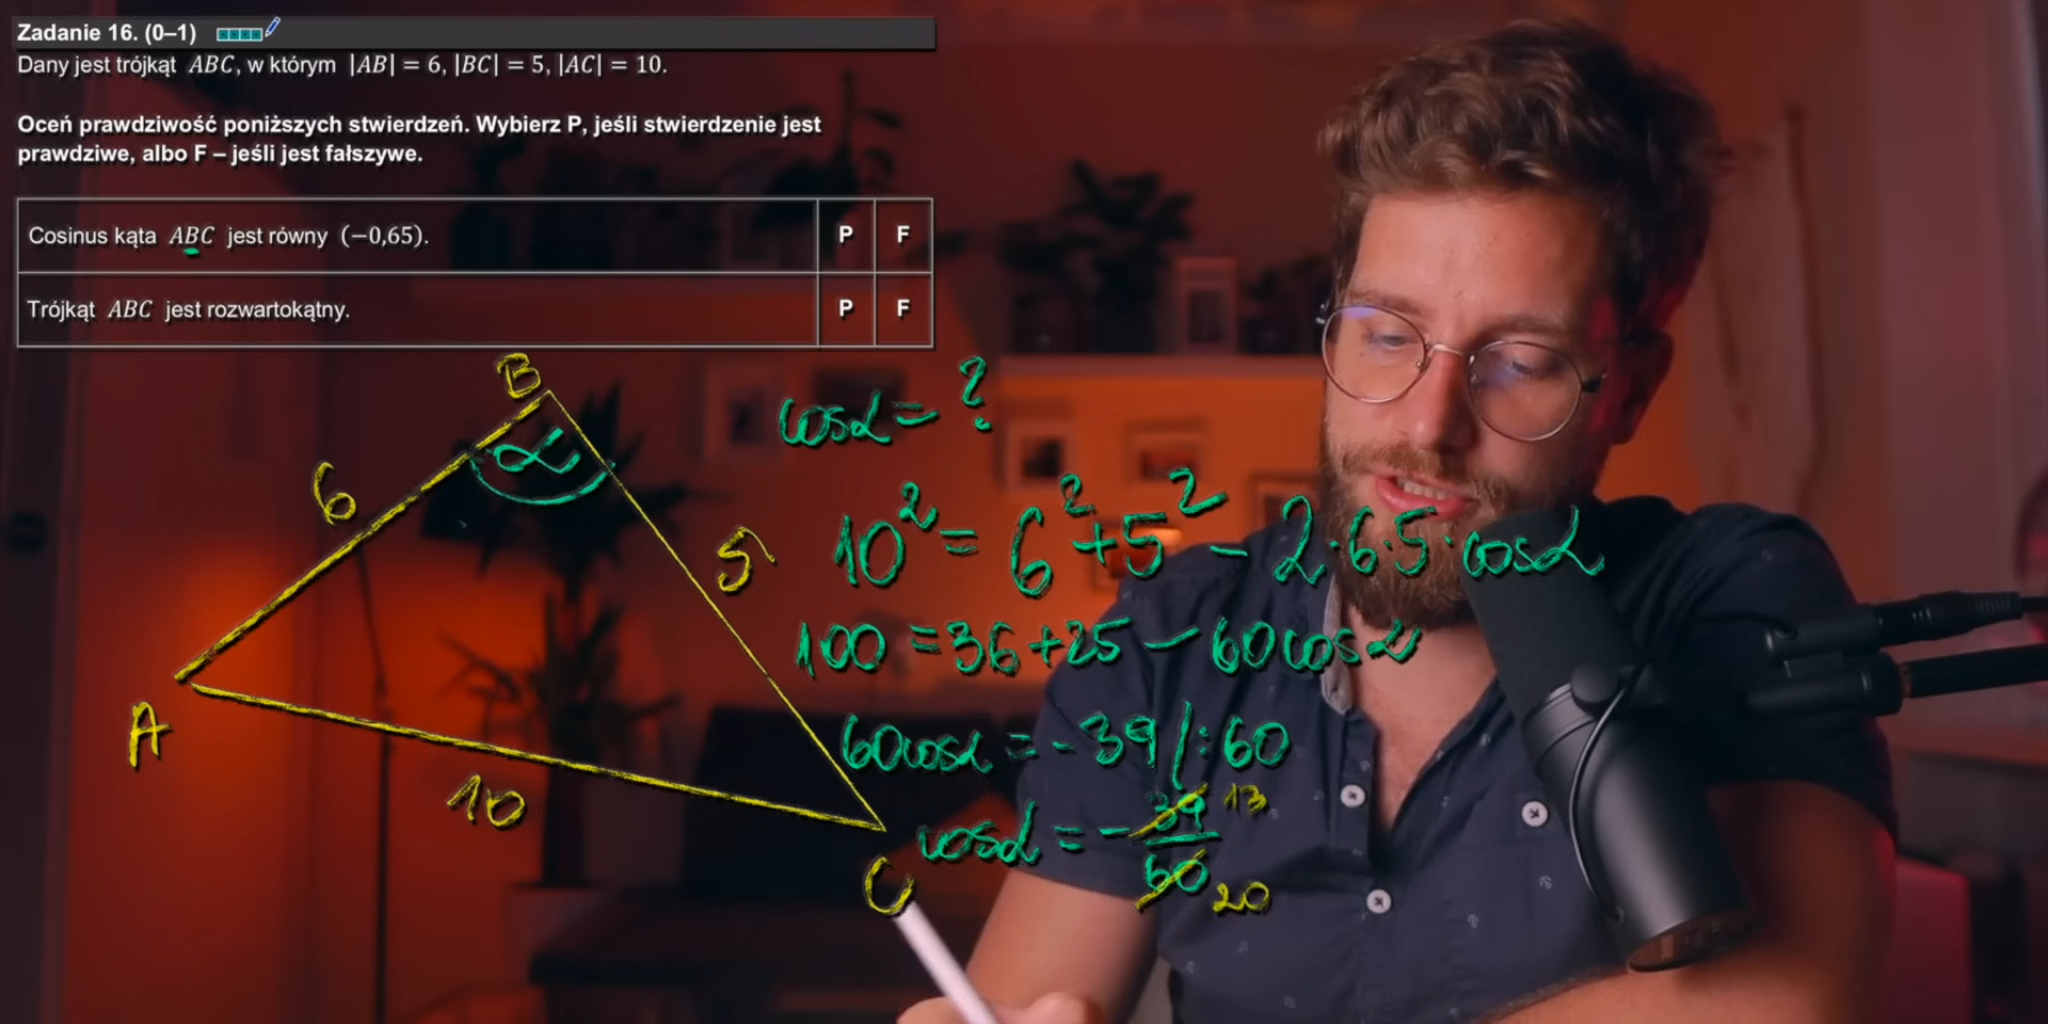 Zadanie 16. (0–1)
Dany jest trójkąt ABC, w którym |AB| = 6, |BC| = 5, |AC| = 10.
Oceń prawdziwość poniższych stwierdzeń. Wybierz P, jeśli stwierdzenie jest
prawdziwe, albo F – jeśli jest fałszywe.
Cosinus kąta ABC jest równy (−0,65). P F
Trójkąt ABC jest rozwartokątny. P F
B
α
6
5
A
10
C
cosα = ?
10² = 6² + 5² − 2·6·5·cosα
100 = 36 + 25 − 60cosα
60cosα = −39 /:60
cosα = −39/60 13 20